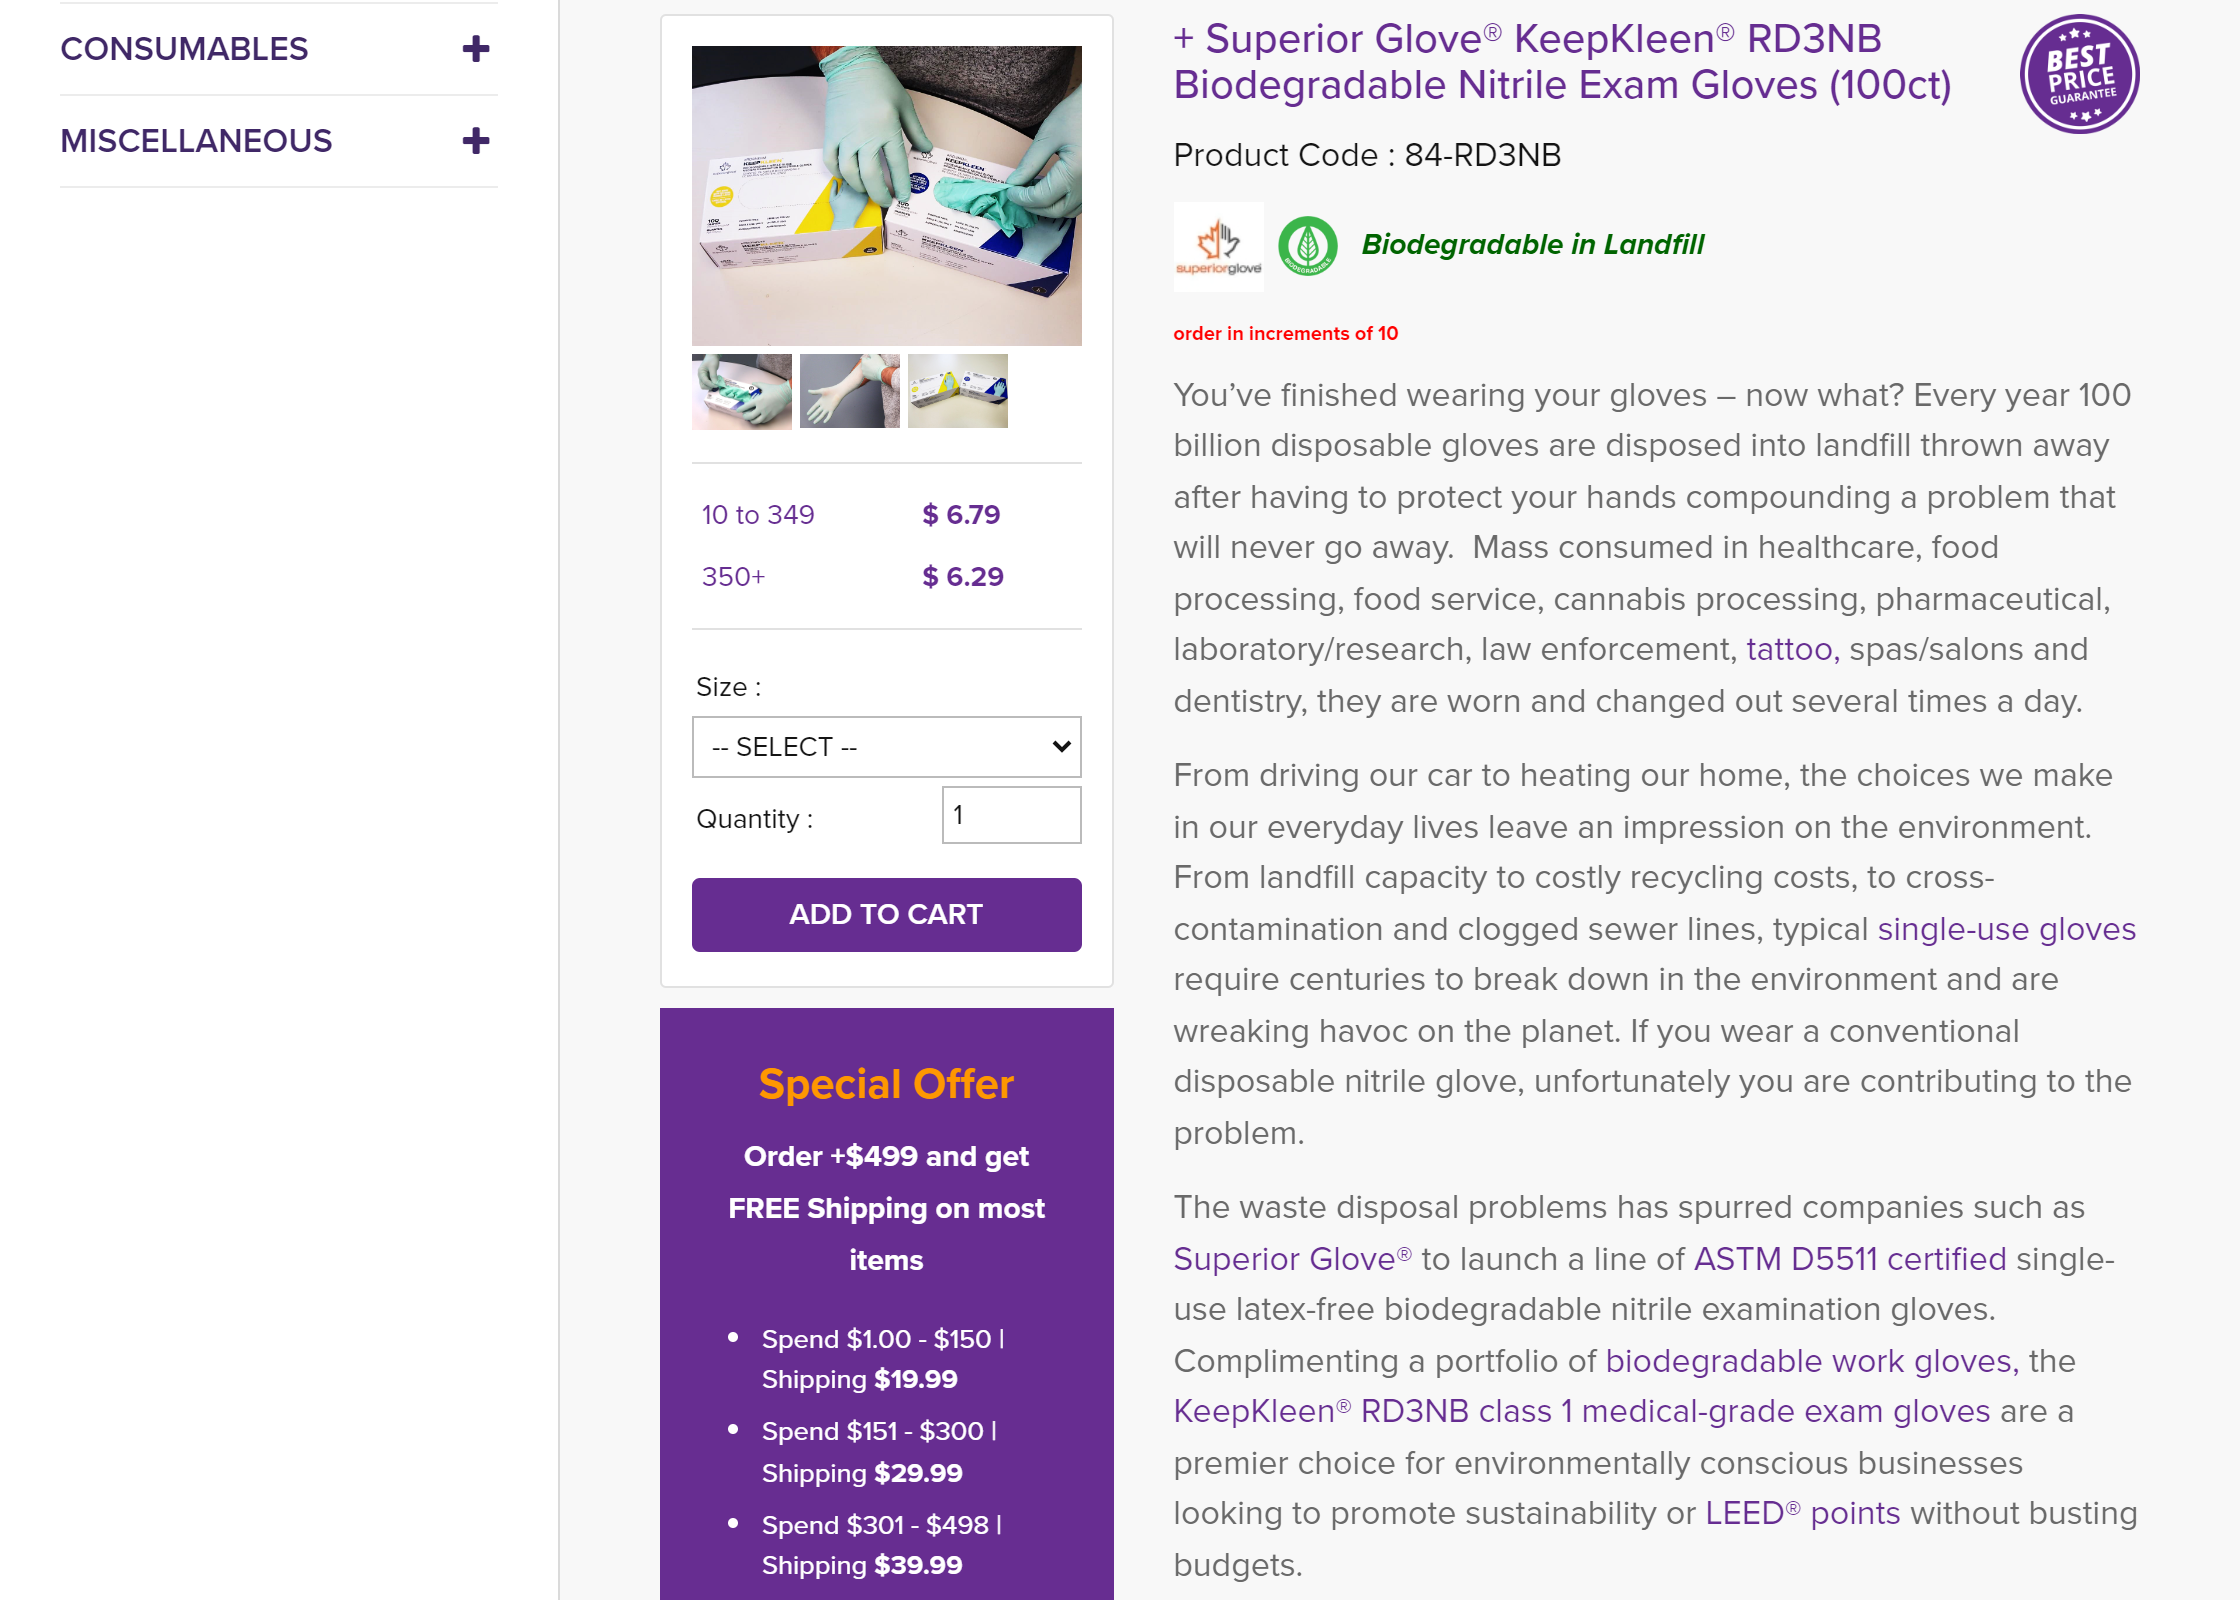 CONSUMABLES
MISCELLANEOUS
KEEPKLEEN
KEEPKLEEN
100
100
10 to 349 $ 6.79
350+ $ 6.29
Size :
-- SELECT --
Quantity : 1
ADD TO CART
Special Offer
Order +$499 and get
FREE Shipping on most
items
• Spend $1.00 - $150 |
Shipping $19.99
• Spend $151 - $300 |
Shipping $29.99
• Spend $301 - $498 |
Shipping $39.99
+ Superior Glove® KeepKleen® RD3NB
Biodegradable Nitrile Exam Gloves (100ct)
BEST
PRICE
GUARANTEE
Product Code : 84-RD3NB
superiorglove
BIODEGRADABLE
Biodegradable in Landfill
order in increments of 10
You’ve finished wearing your gloves – now what? Every year 100
billion disposable gloves are disposed into landfill thrown away
after having to protect your hands compounding a problem that
will never go away.  Mass consumed in healthcare, food
processing, food service, cannabis processing, pharmaceutical,
laboratory/research, law enforcement, tattoo, spas/salons and
dentistry, they are worn and changed out several times a day.
From driving our car to heating our home, the choices we make
in our everyday lives leave an impression on the environment.
From landfill capacity to costly recycling costs, to cross-
contamination and clogged sewer lines, typical single-use gloves
require centuries to break down in the environment and are
wreaking havoc on the planet. If you wear a conventional
disposable nitrile glove, unfortunately you are contributing to the
problem.
The waste disposal problems has spurred companies such as
Superior Glove® to launch a line of ASTM D5511 certified single-
use latex-free biodegradable nitrile examination gloves.
Complimenting a portfolio of biodegradable work gloves, the
KeepKleen® RD3NB class 1 medical-grade exam gloves are a
premier choice for environmentally conscious businesses
looking to promote sustainability or LEED® points without busting
budgets.